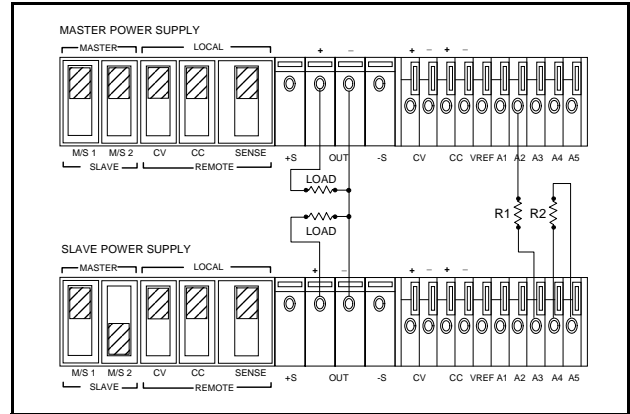 MASTER POWER SUPPLY
MASTER LOCAL
+ − + − + −
M/S 1 M/S 2 CV CC SENSE +S OUT -S CV CC VREF A1 A2 A3 A4 A5
SLAVE REMOTE
LOAD
R1 R2
LOAD
SLAVE POWER SUPPLY
MASTER LOCAL
+ − + − + −
M/S 1 M/S 2 CV CC SENSE +S OUT -S CV CC VREF A1 A2 A3 A4 A5
SLAVE REMOTE